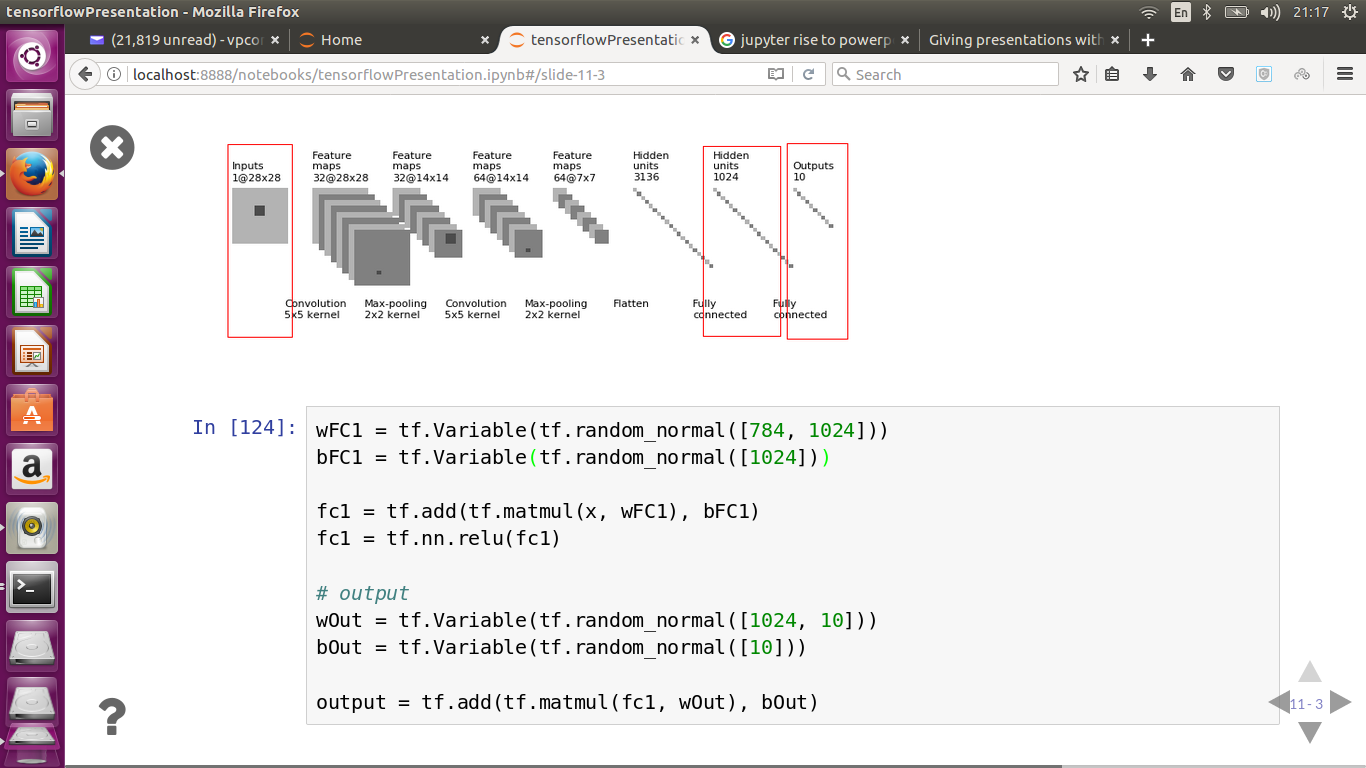 tensorflowPresentation - Mozilla Firefox
En
21:17
(21,819 unread) - vpcor
Home
tensorflowPresentatic
jupyter rise to powerp
Giving presentations with
localhost:8888/notebooks/tensorflowPresentation.ipynb#/slide-11-3
Search
Inputs
1@28x28
Feature
maps
32@28x28
Feature
maps
32@14x14
Feature
maps
64@14x14
Feature
maps
64@7x7
Hidden
units
3136
Hidden
units
1024
Outputs
10
Convolution
5x5 kernel
Max-pooling
2x2 kernel
Convolution
5x5 kernel
Max-pooling
2x2 kernel
Flatten
Fully
connected
Fully
connected
In [124]:
wFC1 = tf.Variable(tf.random_normal([784, 1024]))
bFC1 = tf.Variable(tf.random_normal([1024]))
fc1 = tf.add(tf.matmul(x, wFC1), bFC1)
fc1 = tf.nn.relu(fc1)
# output
wOut = tf.Variable(tf.random_normal([1024, 10]))
bOut = tf.Variable(tf.random_normal([10]))
output = tf.add(tf.matmul(fc1, wOut), bOut)
11 - 3